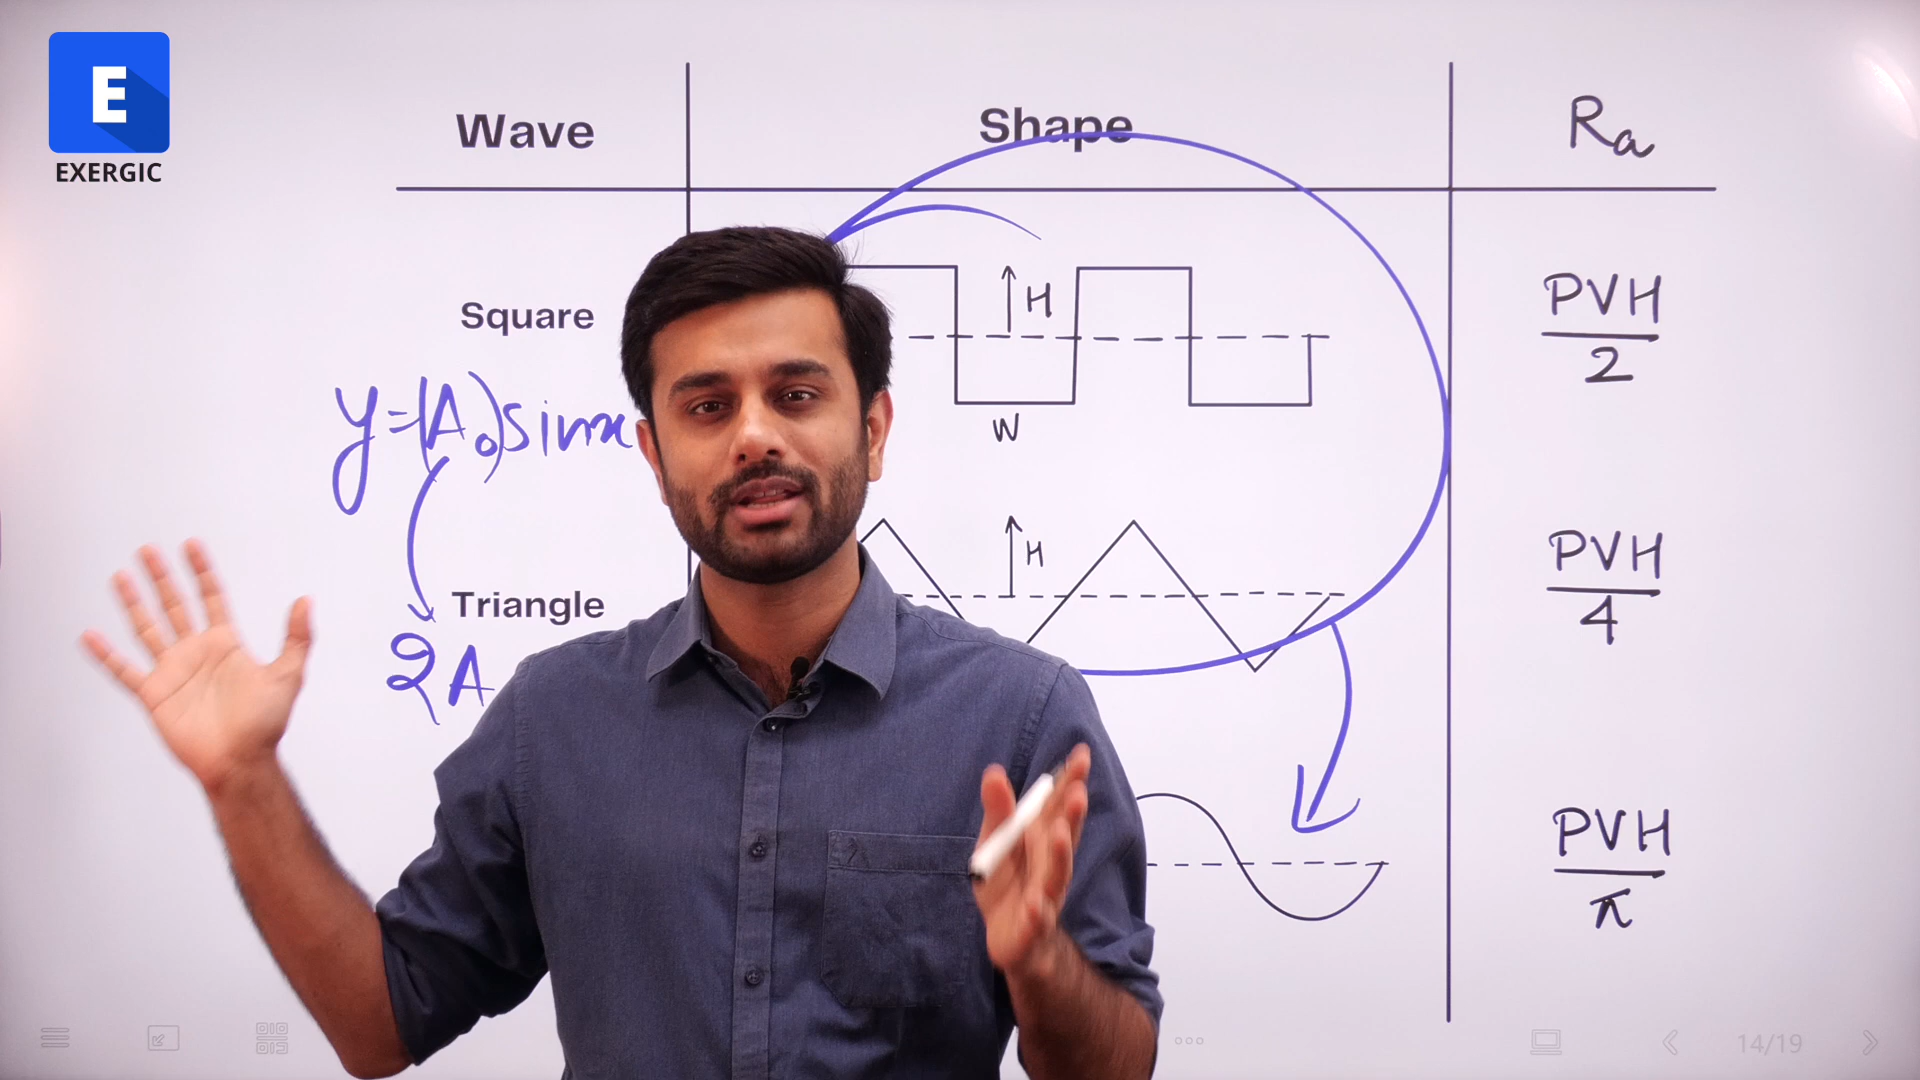 E
EXERGIC
Wave Shape Ra
Square
H
W
PVH
2
y=(A₀)sinx
Triangle
H
PVH
4
2A
PVH
π
14/19